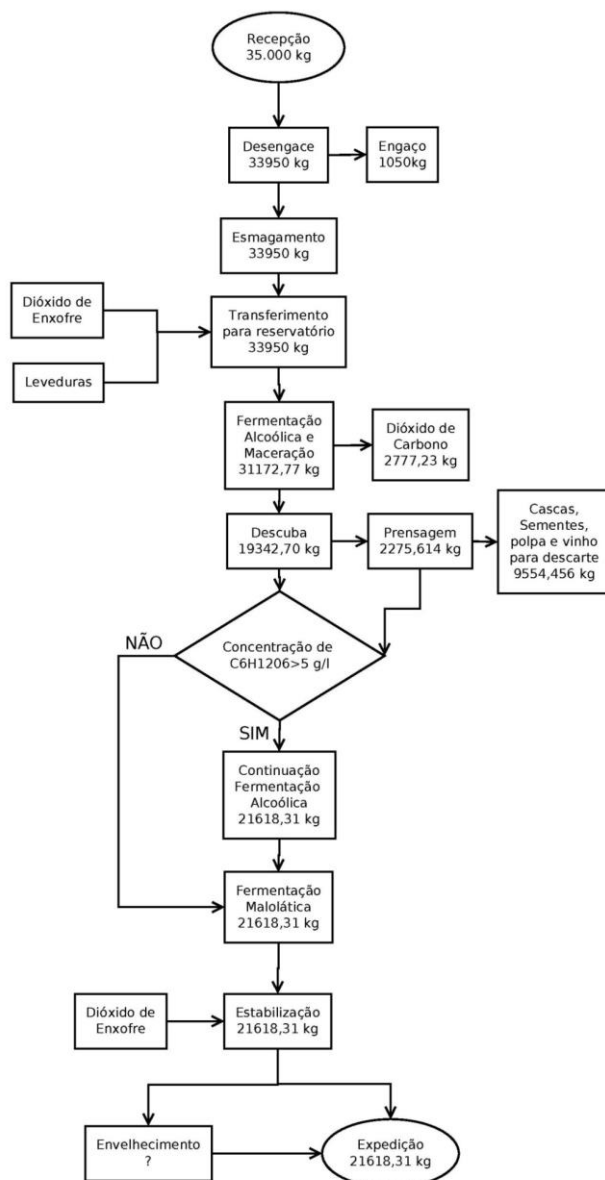 Recepção
35.000 kg
Desengace
33950 kg
Engaço
1050kg
Esmagamento
33950 kg
Dióxido de
Enxofre
Leveduras
Transferimento
para reservatório
33950 kg
Fermentação
Alcoólica e
Maceração
31172,77 kg
Dióxido de
Carbono
2777,23 kg
Descuba
19342,70 kg
Prensagem
2275,614 kg
Cascas,
Sementes,
polpa e vinho
para descarte
9554,456 kg
NÃO
Concentração de
C6H1206>5 g/l
SIM
Continuação
Fermentação
Alcoólica
21618,31 kg
Fermentação
Malolática
21618,31 kg
Dióxido de
Enxofre
Estabilização
21618,31 kg
Envelhecimento
?
Expedição
21618,31 kg